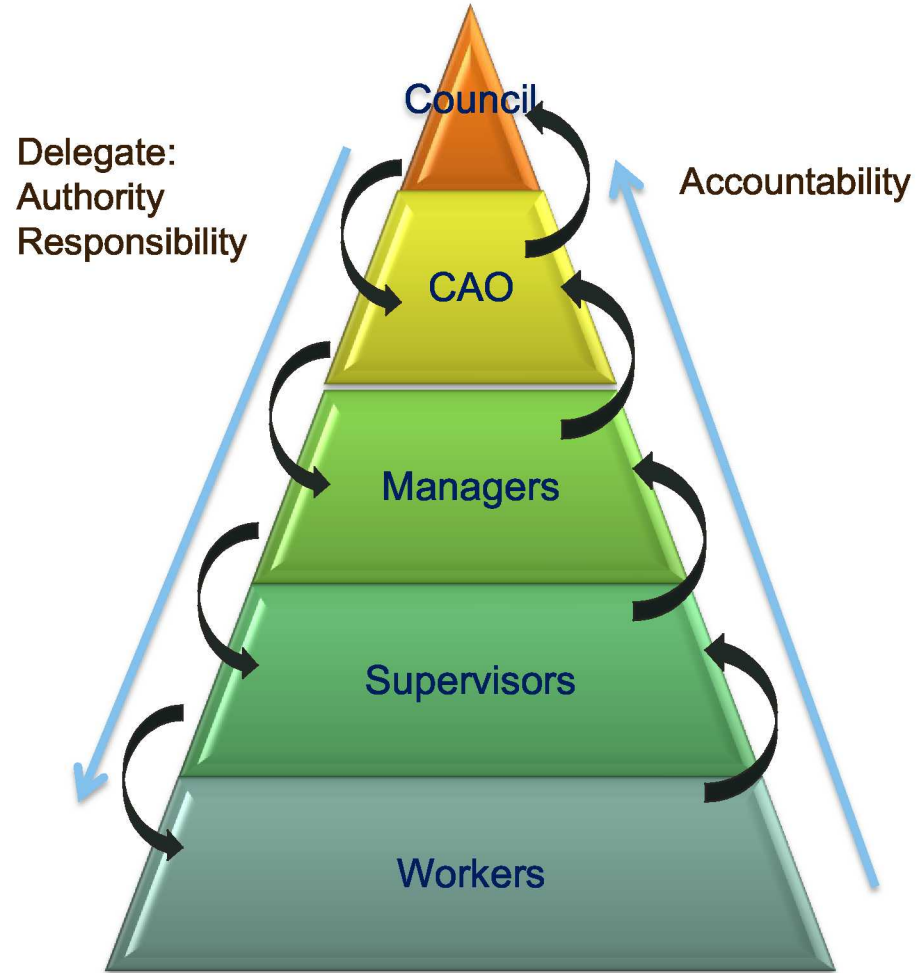 Council
Delegate:
Authority
Responsibility
Accountability
CAO
Managers
Supervisors
Workers